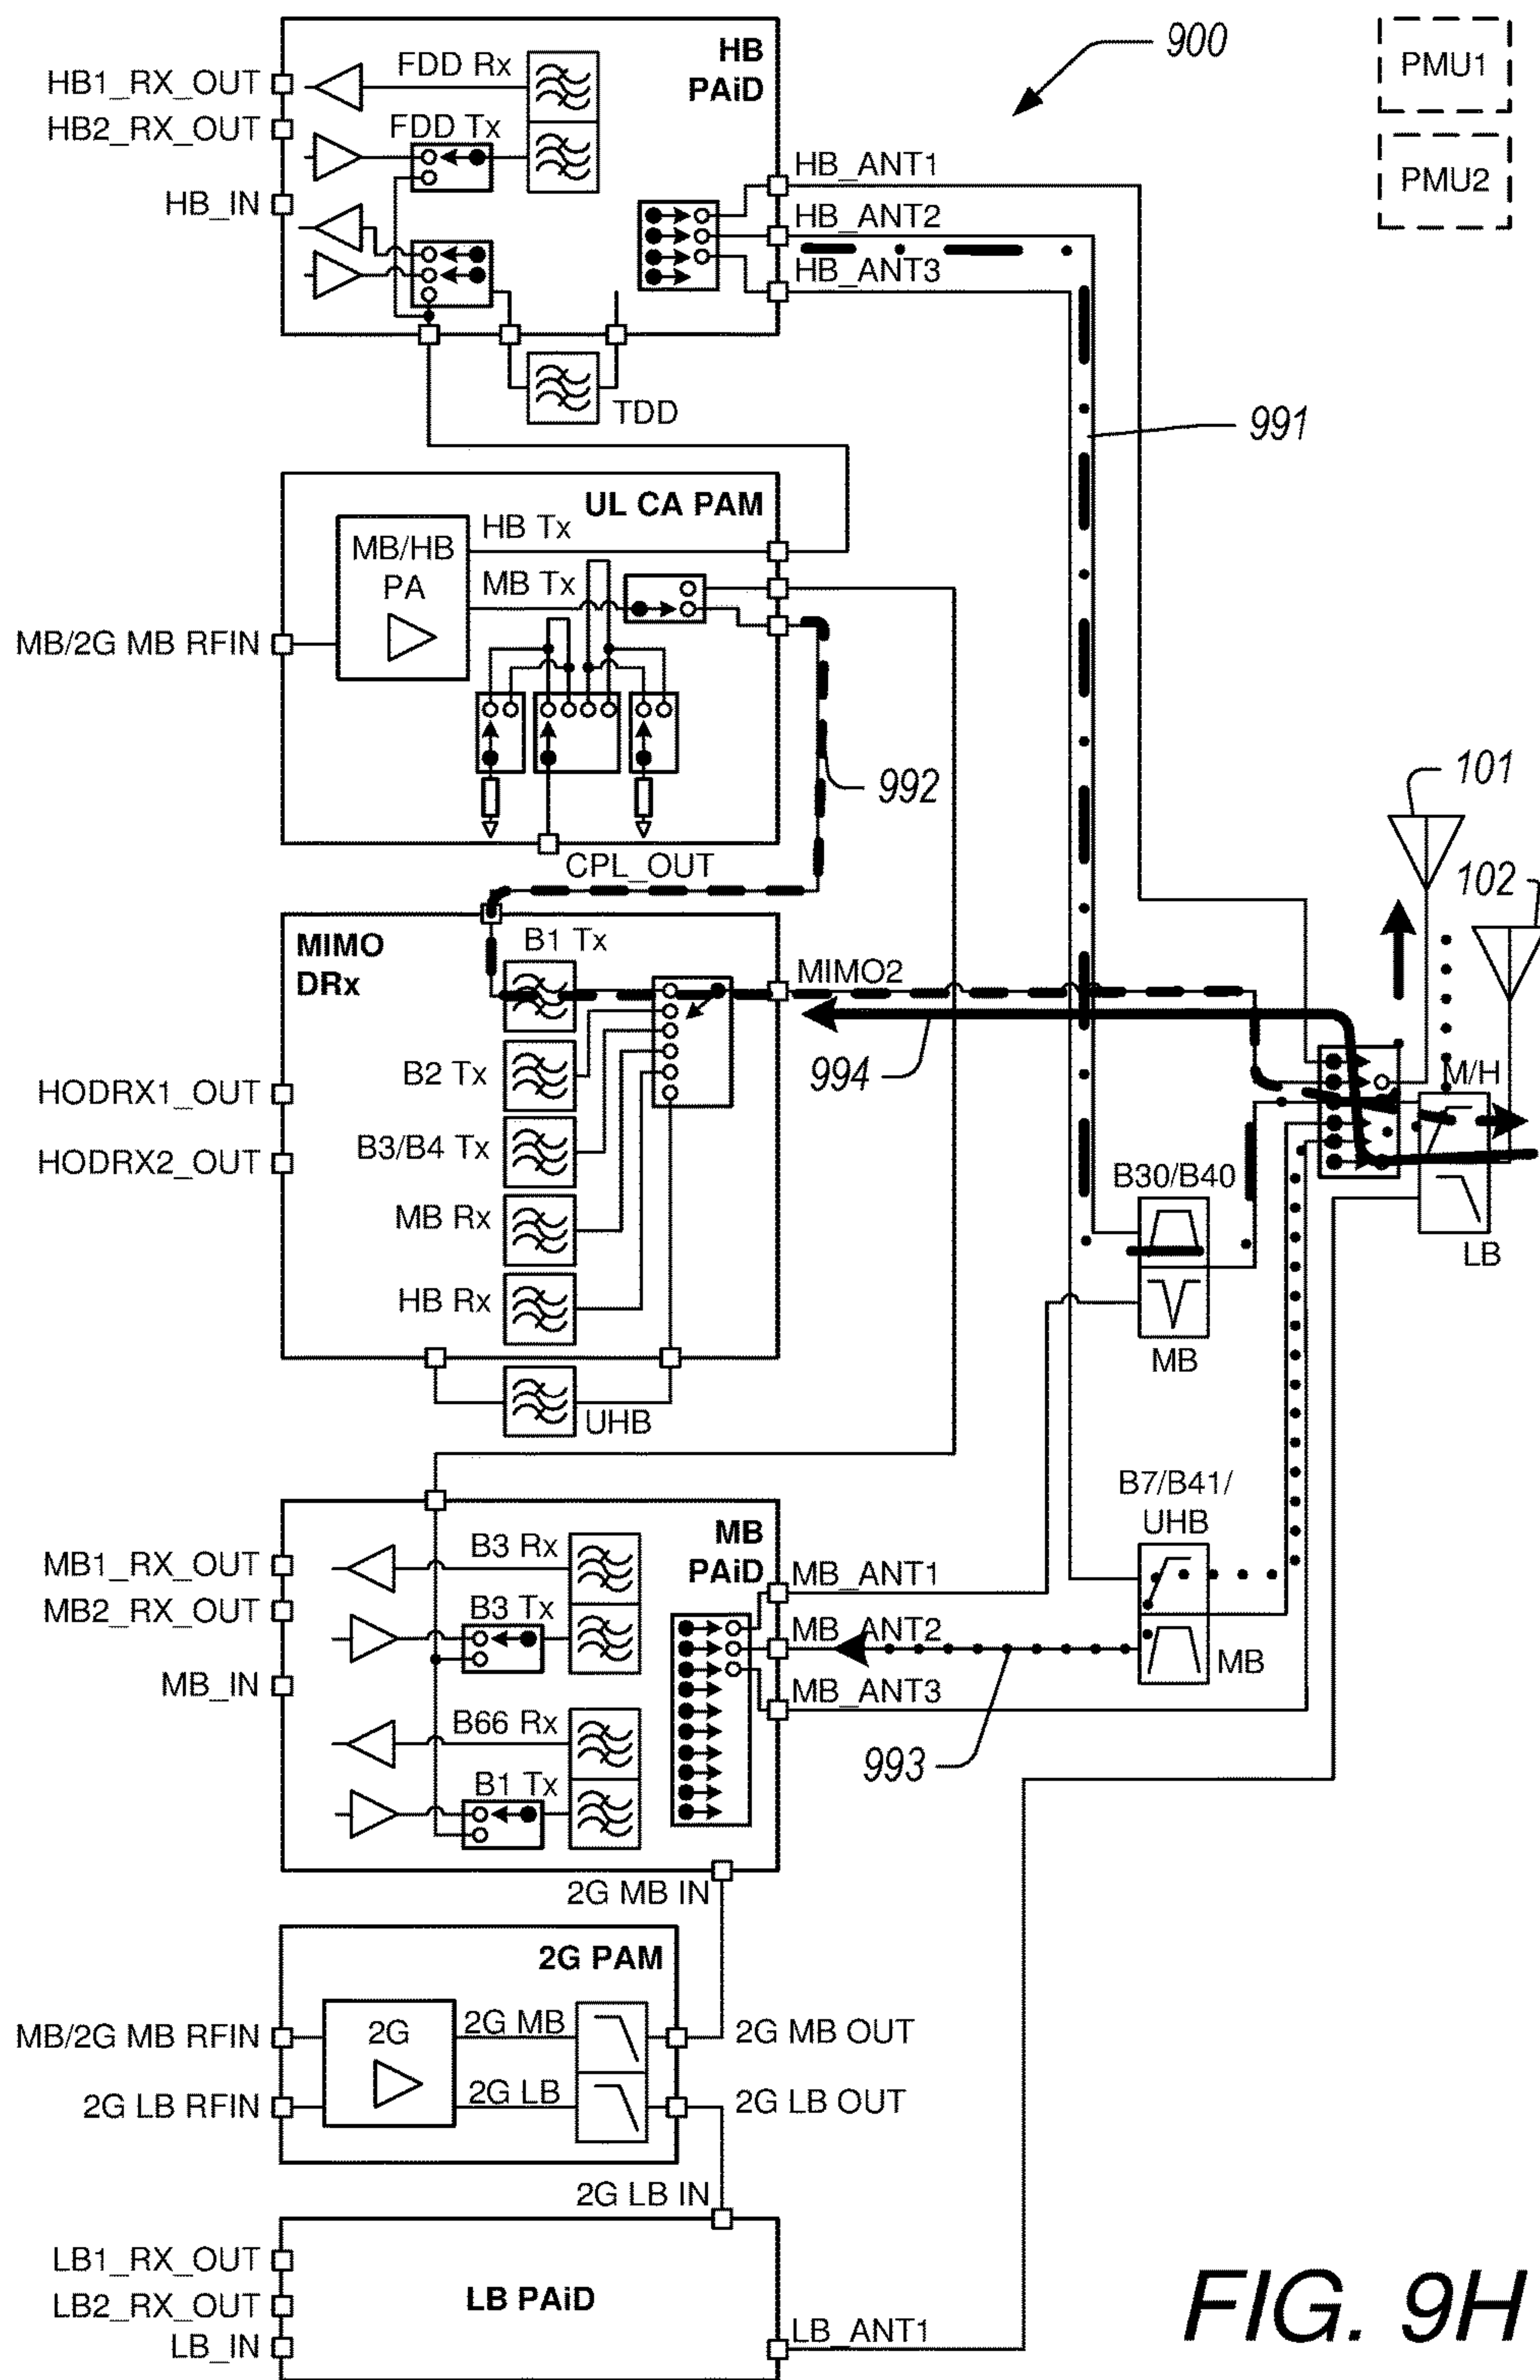 HB
PAiD
900
PMU1
PMU2
HB1_RX_OUT
HB2_RX_OUT
HB_IN
FDD Rx
FDD Tx
HB_ANT1
HB_ANT2
HB_ANT3
TDD
991
UL CA PAM
MB/HB
PA
HB Tx
MB Tx
MB/2G MB RFIN
992
CPL_OUT
101
102
MIMO
DRx
B1 Tx
MIMO2
994
B2 Tx
HODRX1_OUT
HODRX2_OUT
B3/B4 Tx
MB Rx
HB Rx
UHB
M/H
LB
B30/B40
MB
B7/B41/
UHB
MB
MB
PAiD
MB1_RX_OUT
MB2_RX_OUT
MB_IN
B3 Rx
B3 Tx
B66 Rx
B1 Tx
MB_ANT1
MB_ANT2
MB_ANT3
993
2G MB IN
2G PAM
MB/2G MB RFIN
2G LB RFIN
2G
2G MB
2G LB
2G MB OUT
2G LB OUT
2G LB IN
LB1_RX_OUT
LB2_RX_OUT
LB_IN
LB PAiD
LB_ANT1
FIG. 9H